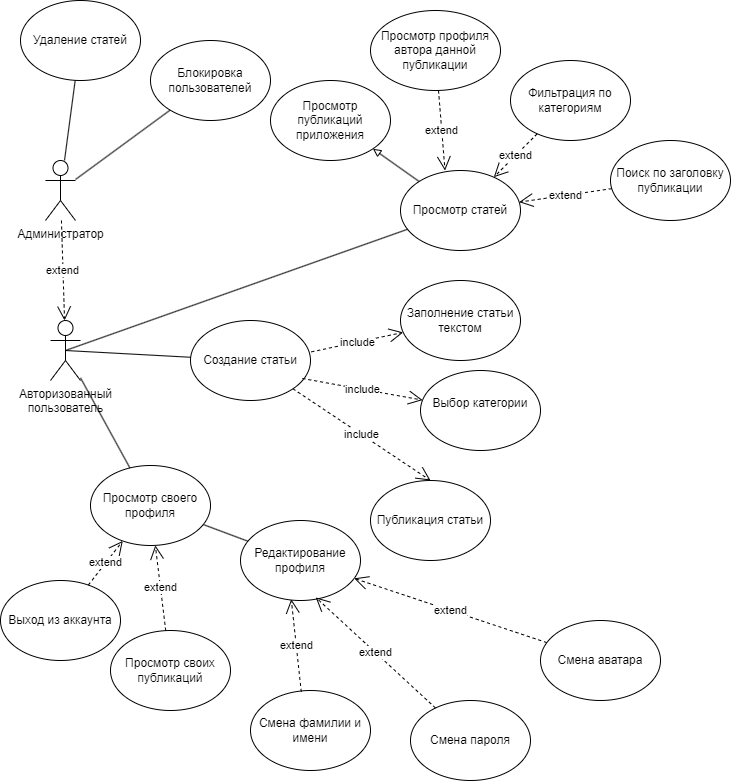 Удаление статей
Блокировка
пользователей
Просмотр профиля
автора данной
публикации
Просмотр
публикаций
приложения
Фильтрация по
категориям
extend
extend
Поиск по заголовку
публикации
extend
Просмотр статей
Администратор
extend
Авторизованный
пользователь
Создание статьи
include
Заполнение статьи
текстом
include
Выбор категории
include
Публикация статьи
Просмотр своего
профиля
Редактирование
профиля
extend
extend
Выход из аккаунта
Просмотр своих
публикаций
extend
extend
extend
Смена аватара
Смена фамилии и
имени
Смена пароля